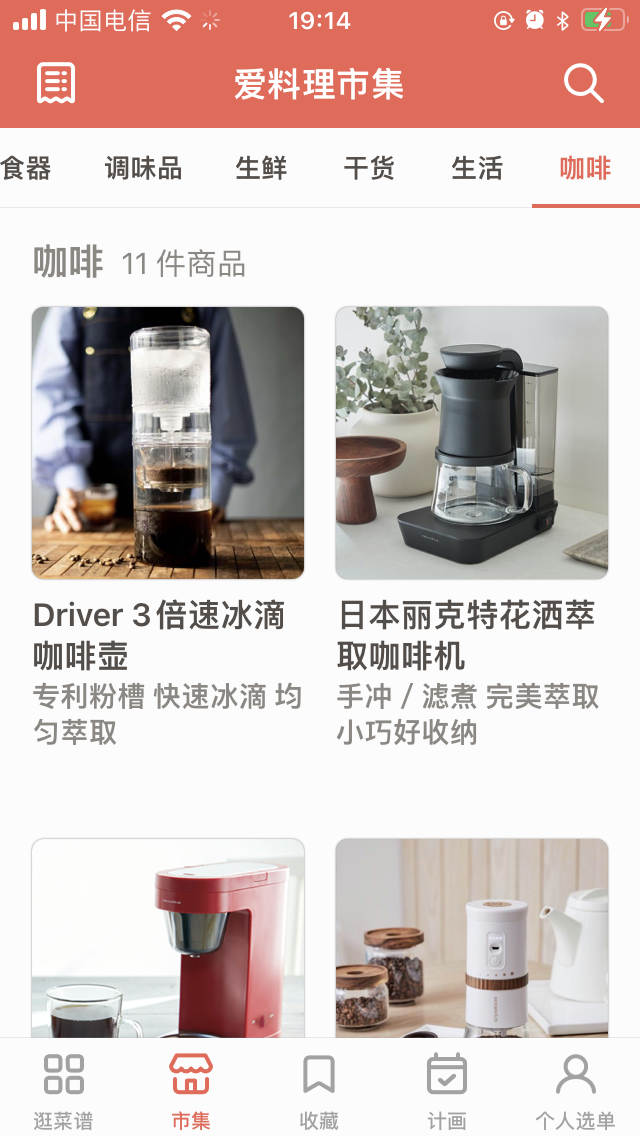 中国电信
19:14
爱料理市集
食器
调味品
生鲜
干货
生活
咖啡
咖啡 11 件商品
Driver 3倍速冰滴
咖啡壶
专利粉槽 快速冰滴 均
匀萃取
日本丽克特花洒萃
取咖啡机
手冲 / 滤煮 完美萃取
小巧好收纳
逛菜谱
市集
收藏
计画
个人选单